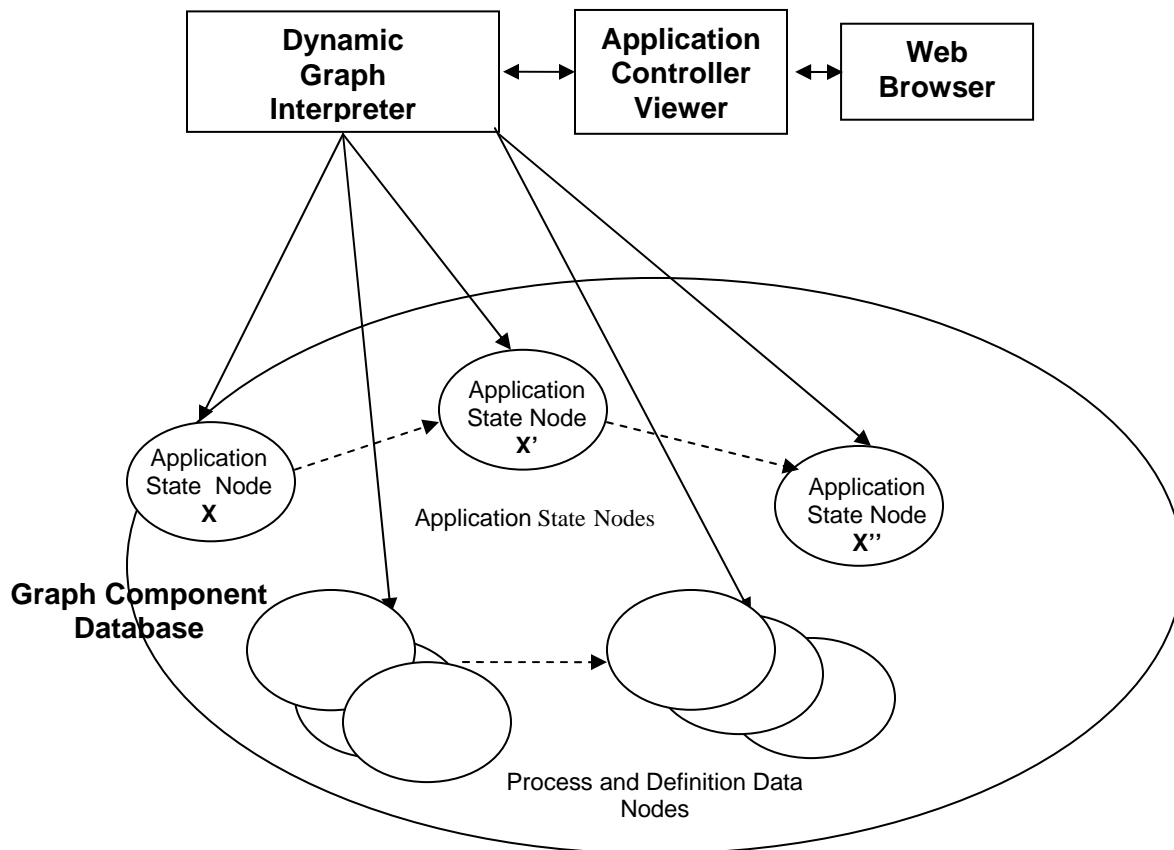 Dynamic
Graph
Interpreter
Application
Controller
Viewer
Web
Browser
Application
State Node
X'
Application
State Node
X
Application
State Node
X''
Application State Nodes
Graph Component
Database
Process and Definition Data
Nodes